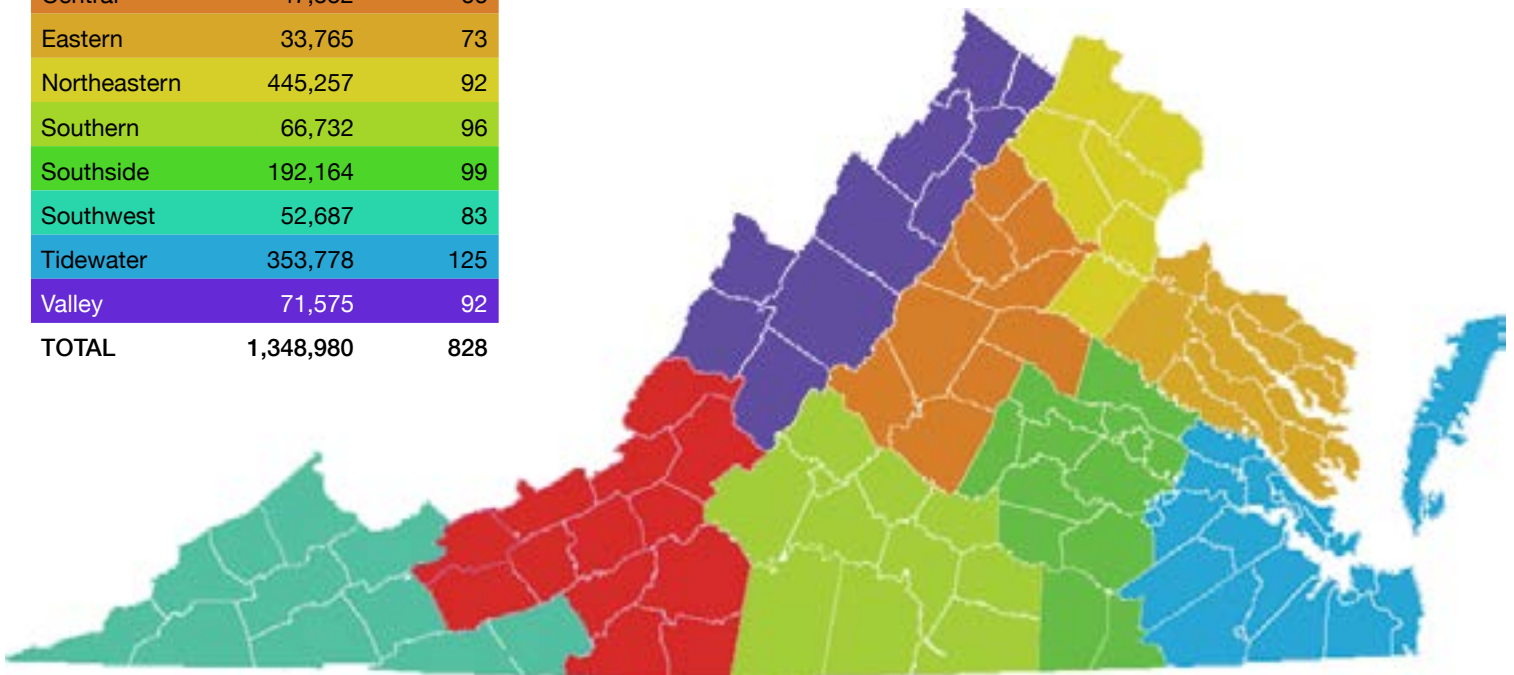 Eastern 33,765 73
Northeastern 445,257 92
Southern 66,732 96
Southside 192,164 99
Southwest 52,687 83
Tidewater 353,778 125
Valley 71,575 92
TOTAL 1,348,980 828